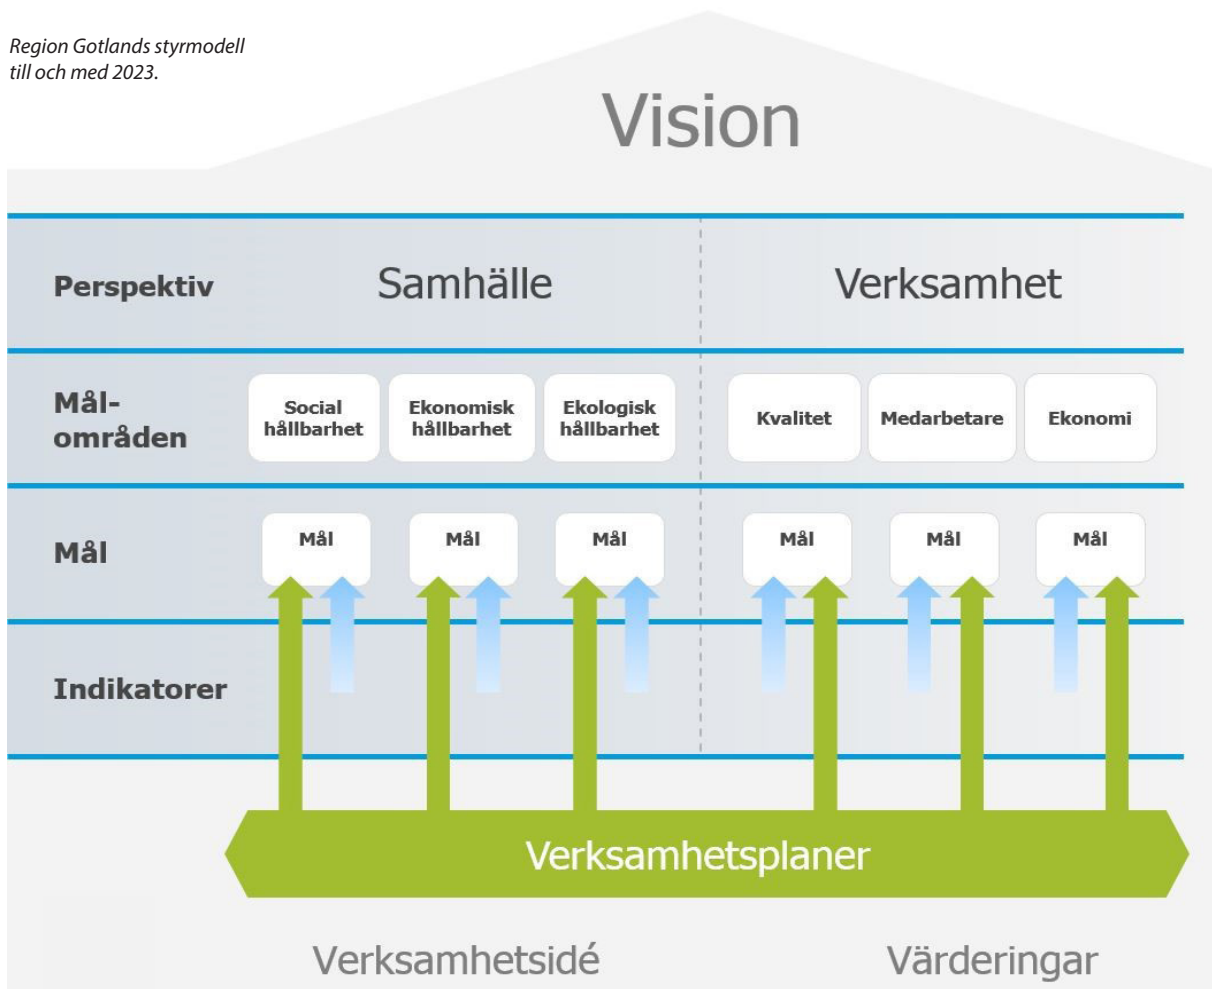 Region Gotlands styrmodell
till och med 2023.
Vision
Perspektiv
Samhälle
Verksamhet
Mål-
områden
Social
hållbarhet
Ekonomisk
hållbarhet
Ekologisk
hållbarhet
Kvalitet
Medarbetare
Ekonomi
Mål
Mål
Mål
Mål
Mål
Mål
Mål
Indikatorer
Verksamhetsplaner
Verksamhetsidé
Värderingar